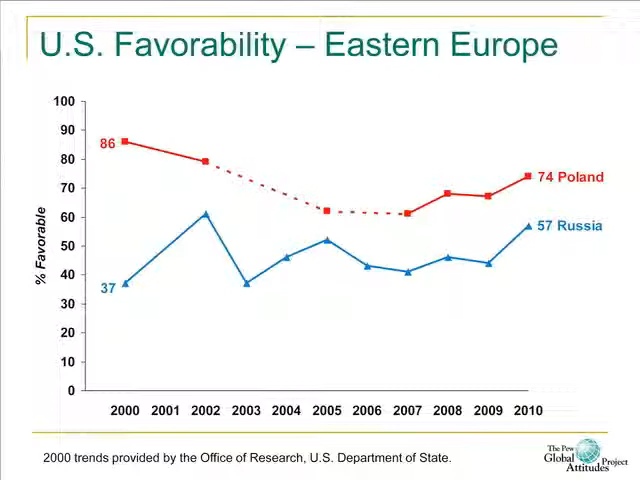 U.S. Favorability – Eastern Europe
% Favorable
100
90
80
70
60
50
40
30
20
10
0
86
37
74 Poland
57 Russia
2000 2001 2002 2003 2004 2005 2006 2007 2008 2009 2010
2000 trends provided by the Office of Research, U.S. Department of State.
The Pew
Global
Attitudes Project